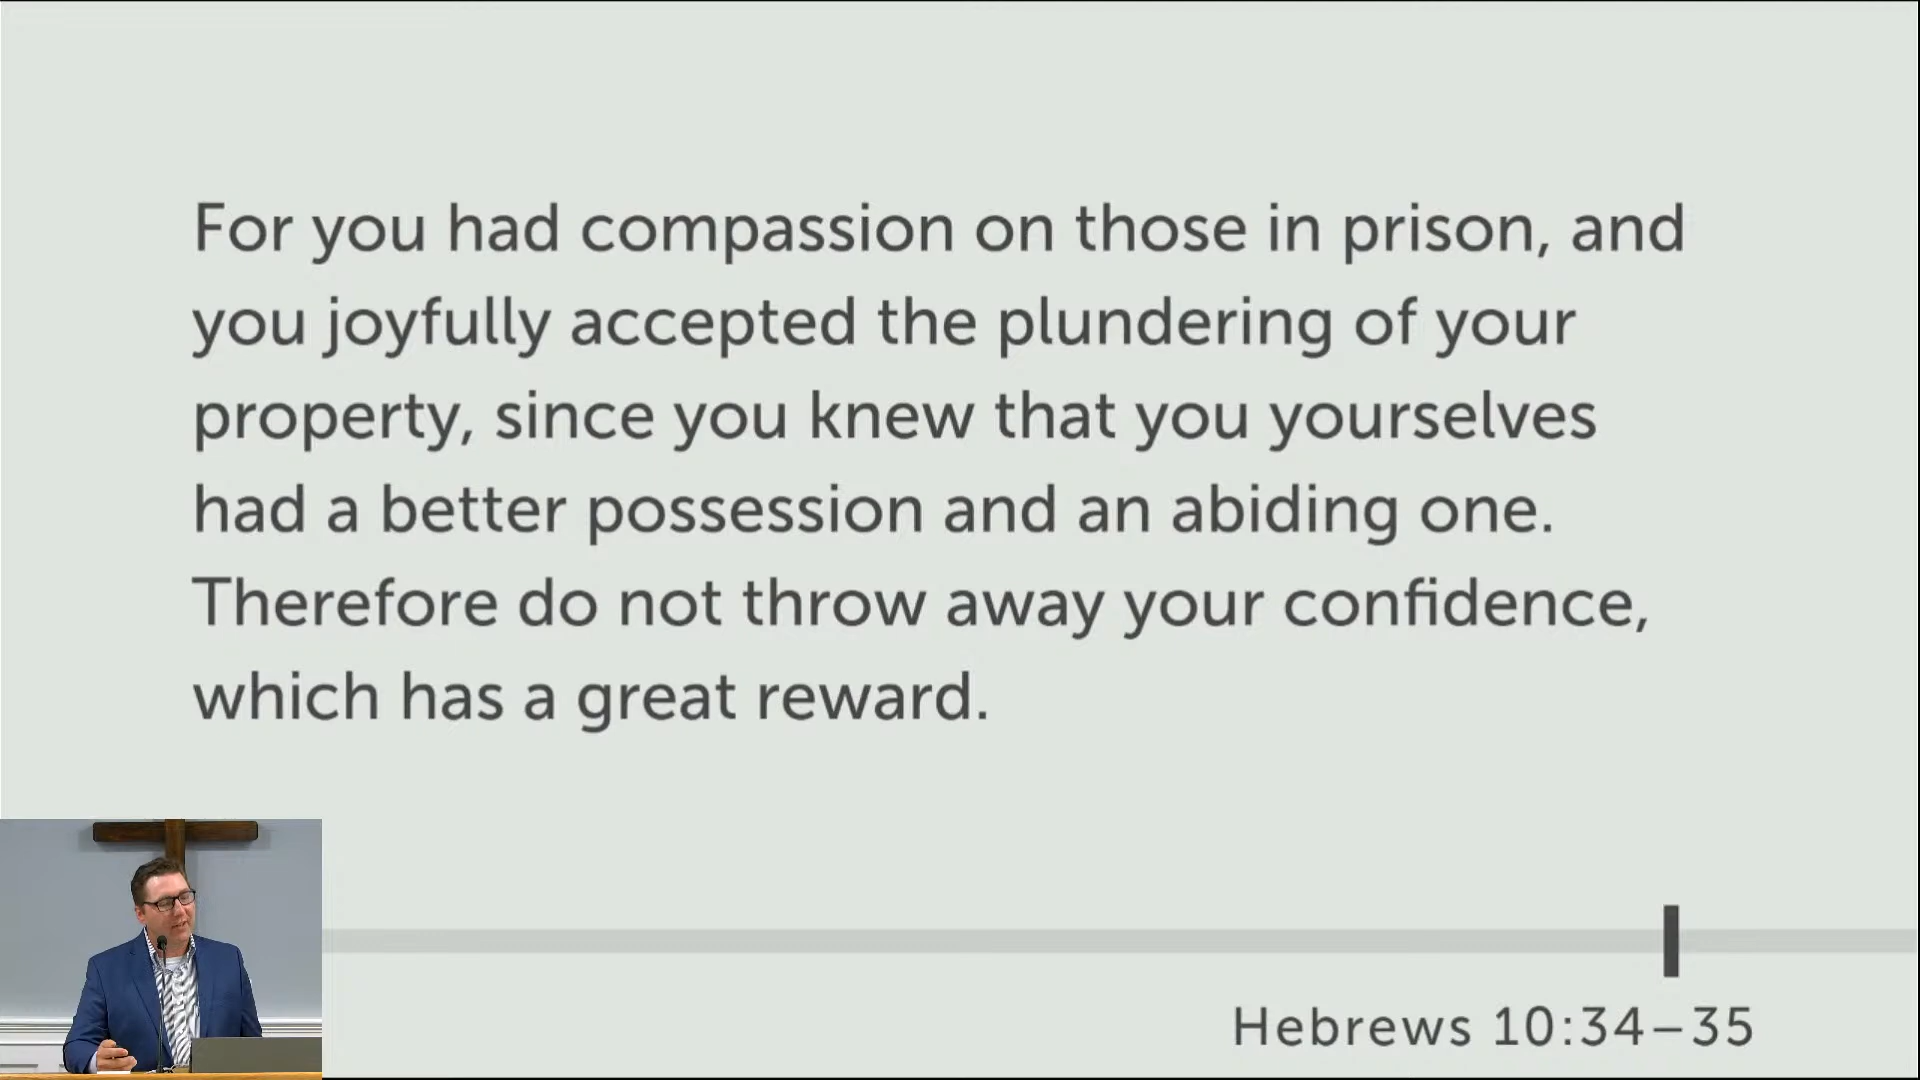 For you had compassion on those in prison, and
you joyfully accepted the plundering of your
property, since you knew that you yourselves
had a better possession and an abiding one.
Therefore do not throw away your confidence,
which has a great reward.
Hebrews 10:34–35